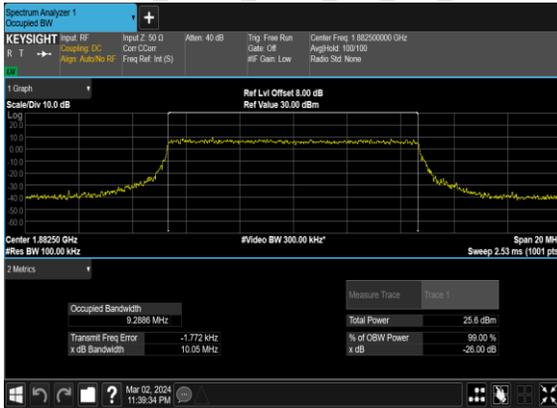 Spectrum Analyzer 1
Occupied BW
+
KEYSIGHT
R T
Input: RF
Coupling: DC
Align: Auto/No RF
Input Z: 50 Ω
Corr CCorr
Freq Ref: Int (S)
Atten: 40 dB
Trig: Free Run
Gate: Off
#IF Gain: Low
Center Freq: 1.882500000 GHz
Avg|Hold: 100/100
Radio Std: None
1 Graph
Scale/Div 10.0 dB
Ref Lvl Offset 8.00 dB
Ref Value 30.00 dBm
Log
20.0
10.0
0.00
-10.0
-20.0
-30.0
-40.0
-50.0
-60.0
Center 1.88250 GHz
#Res BW 100.00 kHz
#Video BW 300.00 kHz*
Span 20 MH
Sweep 2.53 ms (1001 pts
2 Metrics
Measure Trace Trace 1
Occupied Bandwidth
9.2886 MHz
Total Power 25.6 dBm
Transmit Freq Error -1.772 kHz
% of OBW Power 99.00 %
x dB Bandwidth 10.05 MHz
x dB -26.00 dB
?
Mar 02, 2024
11:39:34 PM